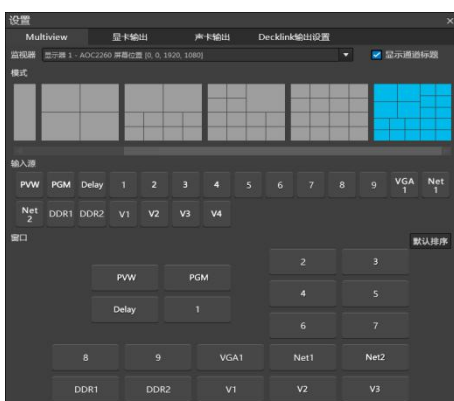 设置
Multiview 显卡输出 声卡输出 Decklink输出设置
监视器 显示器 1 - AOC2260 屏幕位置 [0, 0, 1920, 1080] 显示通道标题
模式
输入源
PVW PGM Delay 1 2 3 4 5 6 7 8 9 VGA 1 Net 1
Net 2 DDR1 DDR2 V1 V2 V3 V4
窗口 默认排序
2 3
PVW PGM
4 5
Delay 1
6 7
8 9 VGA1 Net1 Net2
DDR1 DDR2 V1 V2 V3